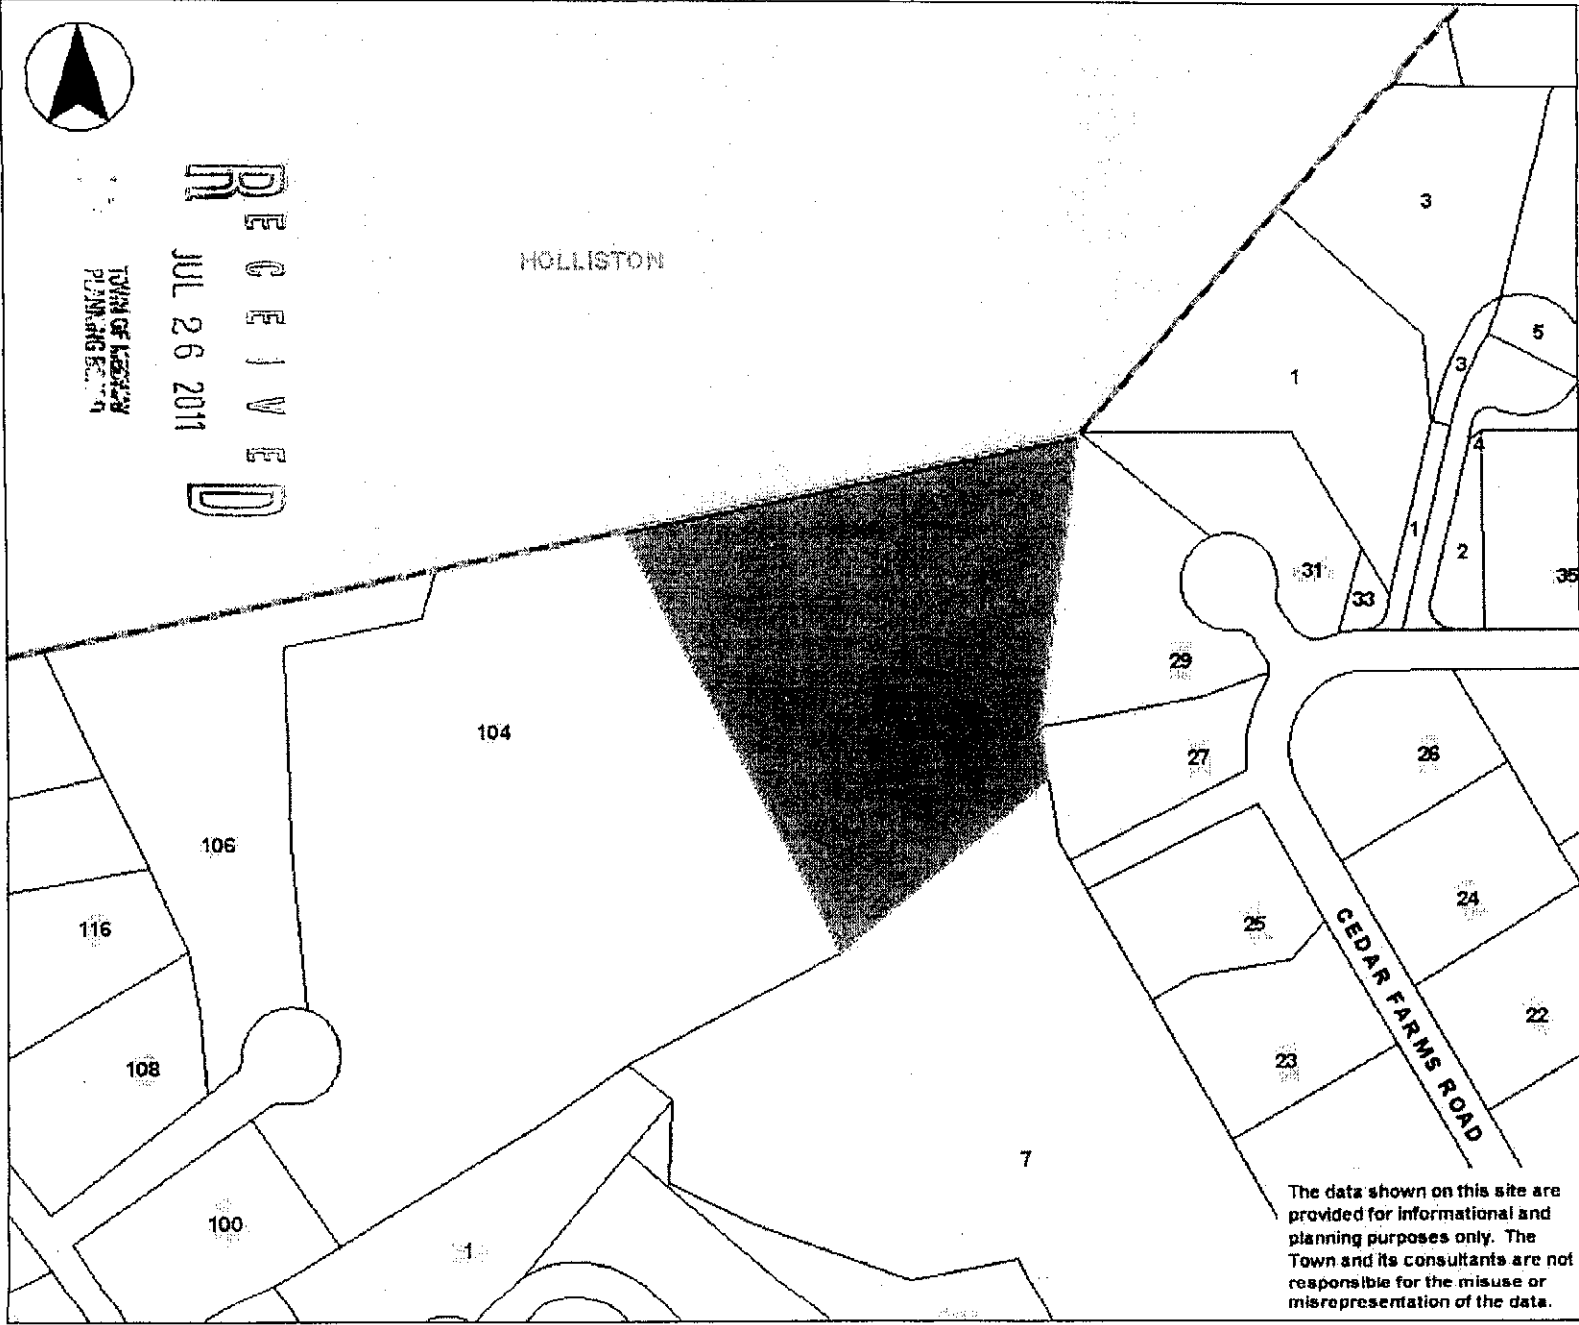 RECEIVED
JUL 26 2011
TOWN OF
HOLLISTON
3
5
3
1
4
1
2
31
33
35
29
27
26
104
106
116
25
24
CEDAR FARMS ROAD
22
108
23
7
100
1
The data shown on this site are
provided for informational and
planning purposes only. The
Town and its consultants are not
responsible for the misuse or
misrepresentation of the data.